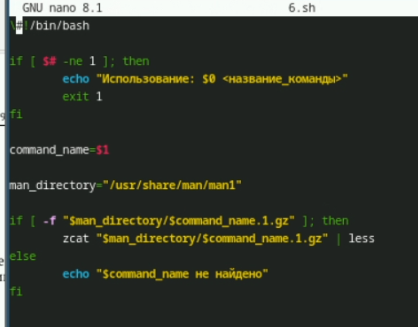 GNU nano 8.1 6.sh
\#!/bin/bash
if [ $# -ne 1 ]; then
echo "Использование: $0 <название_команды>"
exit 1
fi
command_name=$1
man_directory="/usr/share/man/man1"
if [ -f "$man_directory/$command_name.1.gz" ]; then
zcat "$man_directory/$command_name.1.gz" | less
else
echo "$command_name не найдено"
fi